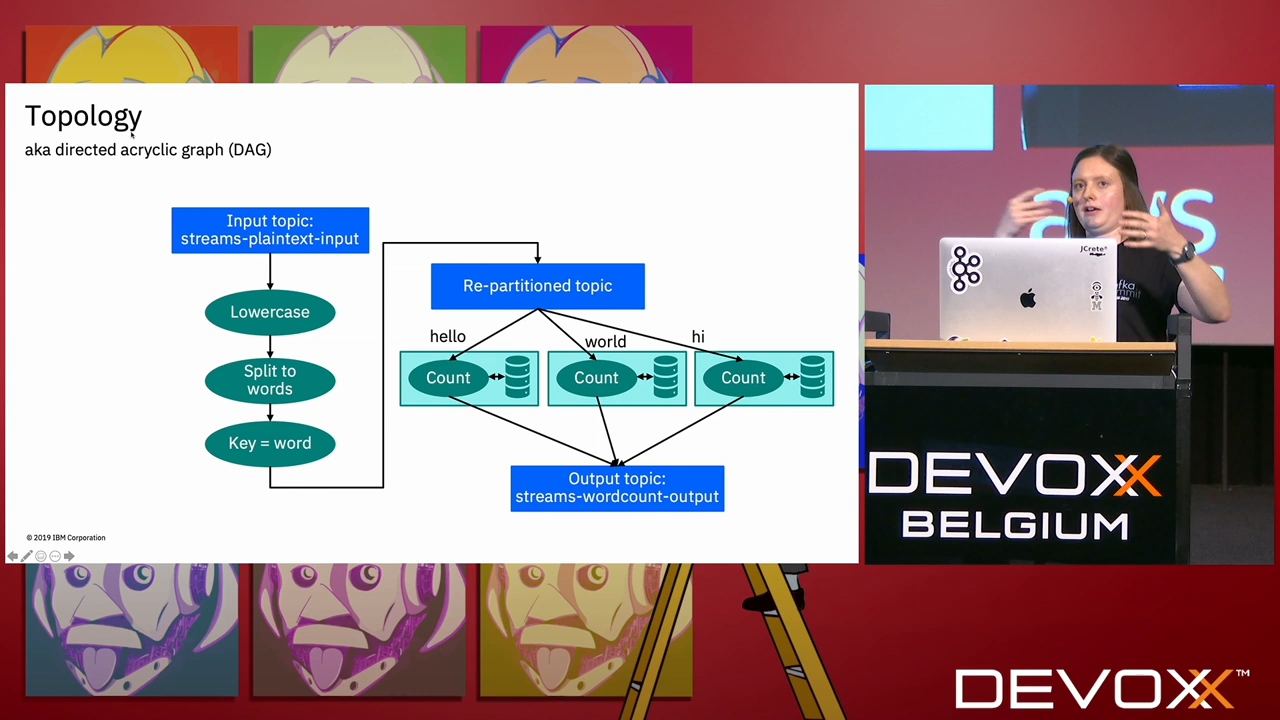 Topology
aka directed acryclic graph (DAG)
Input topic:
streams-plaintext-input
Lowercase
Split to
words
Key = word
Re-partitioned topic
hello
world
hi
Count
Count
Count
Output topic:
streams-wordcount-output
© 2019 IBM Corporation
JCrete
DEVOXX
BELGIUM
DEVOXX™